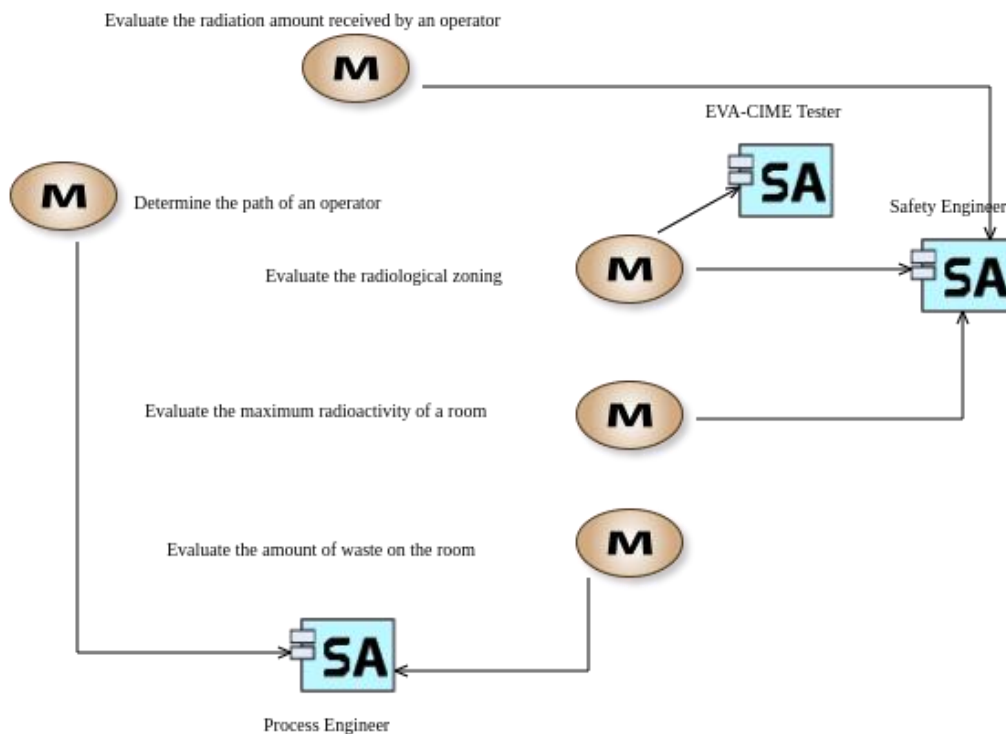 Evaluate the radiation amount received by an operator
M
EVA-CIME Tester
SA
M
Determine the path of an operator
Safety Engineer
M
Evaluate the radiological zoning
SA
Evaluate the maximum radioactivity of a room
M
Evaluate the amount of waste on the room
M
SA
Process Engineer